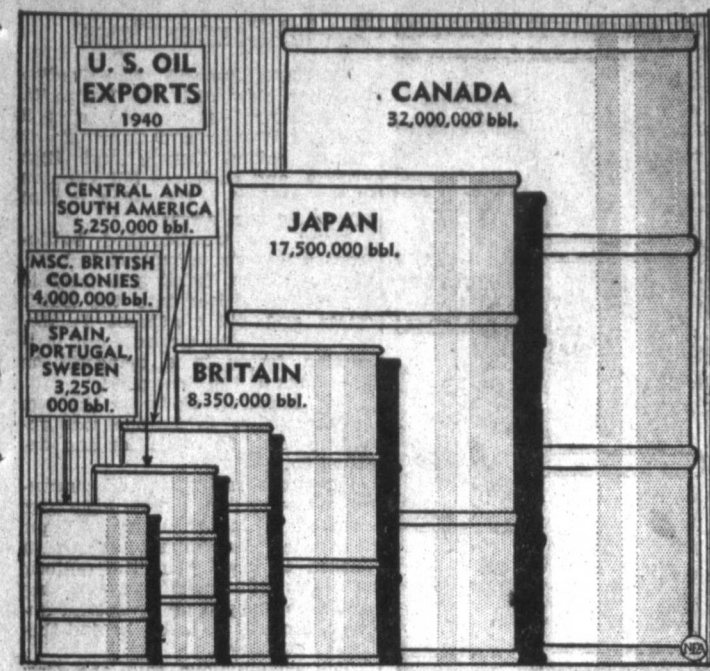 U. S. OIL
EXPORTS
1940
CANADA
32,000,000 bbl.
CENTRAL AND
SOUTH AMERICA
5,250,000 bbl.
JAPAN
17,500,000 bbl.
MSC. BRITISH
COLONIES
4,000,000 bbl.
SPAIN,
PORTUGAL,
SWEDEN
3,250-
000 bbl.
BRITAIN
8,350,000 bbl.
NEA